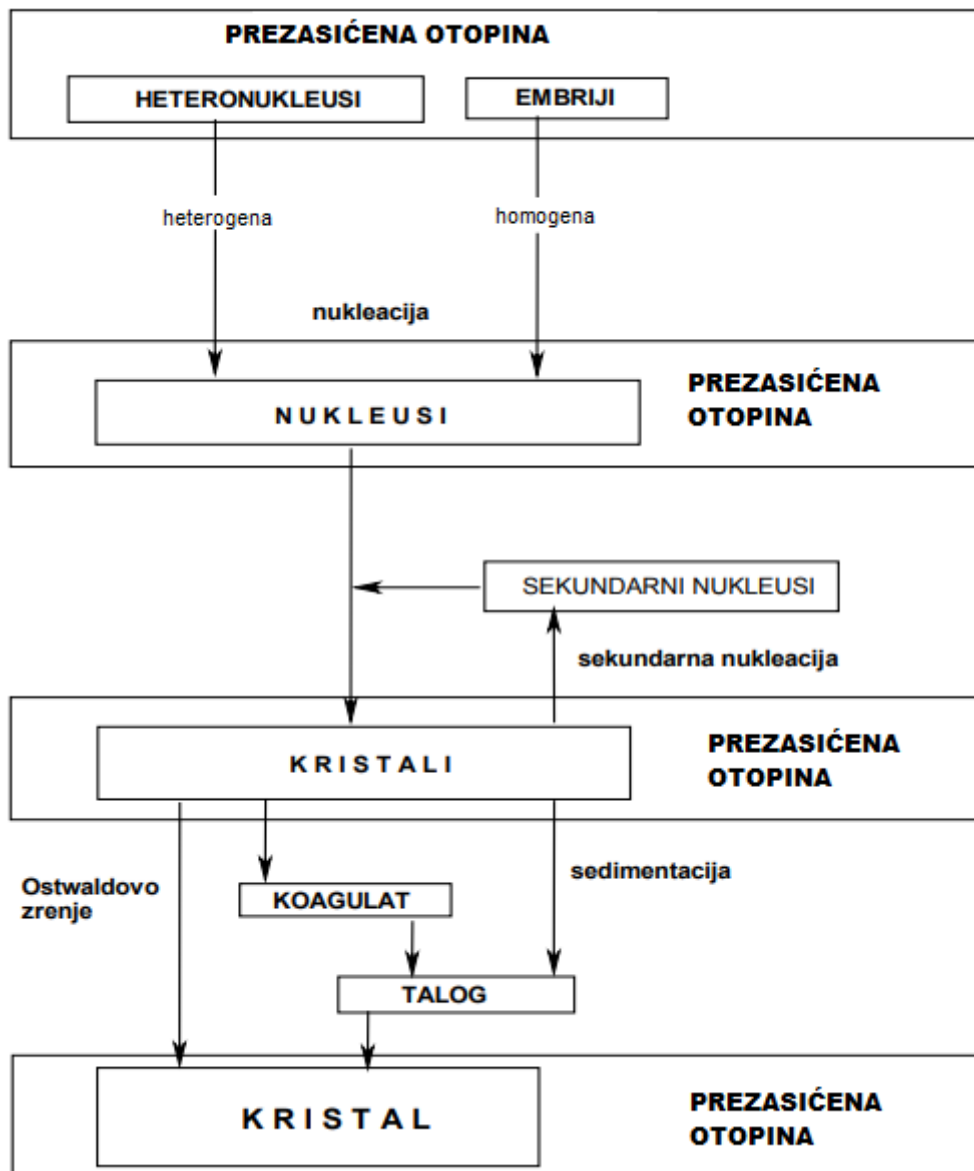 PREZASIĆENA OTOPINA
HETERONUKLEUSI
EMBRIJI
heterogena
homogena
nukleacija
NUKLEUSI
PREZASIĆENA
OTOPINA
SEKUNDARNI NUKLEUSI
sekundarna nukleacija
KRISTALI
PREZASIĆENA
OTOPINA
Ostwaldovo
zrenje
KOAGULAT
sedimentacija
TALOG
KRISTAL
PREZASIĆENA
OTOPINA